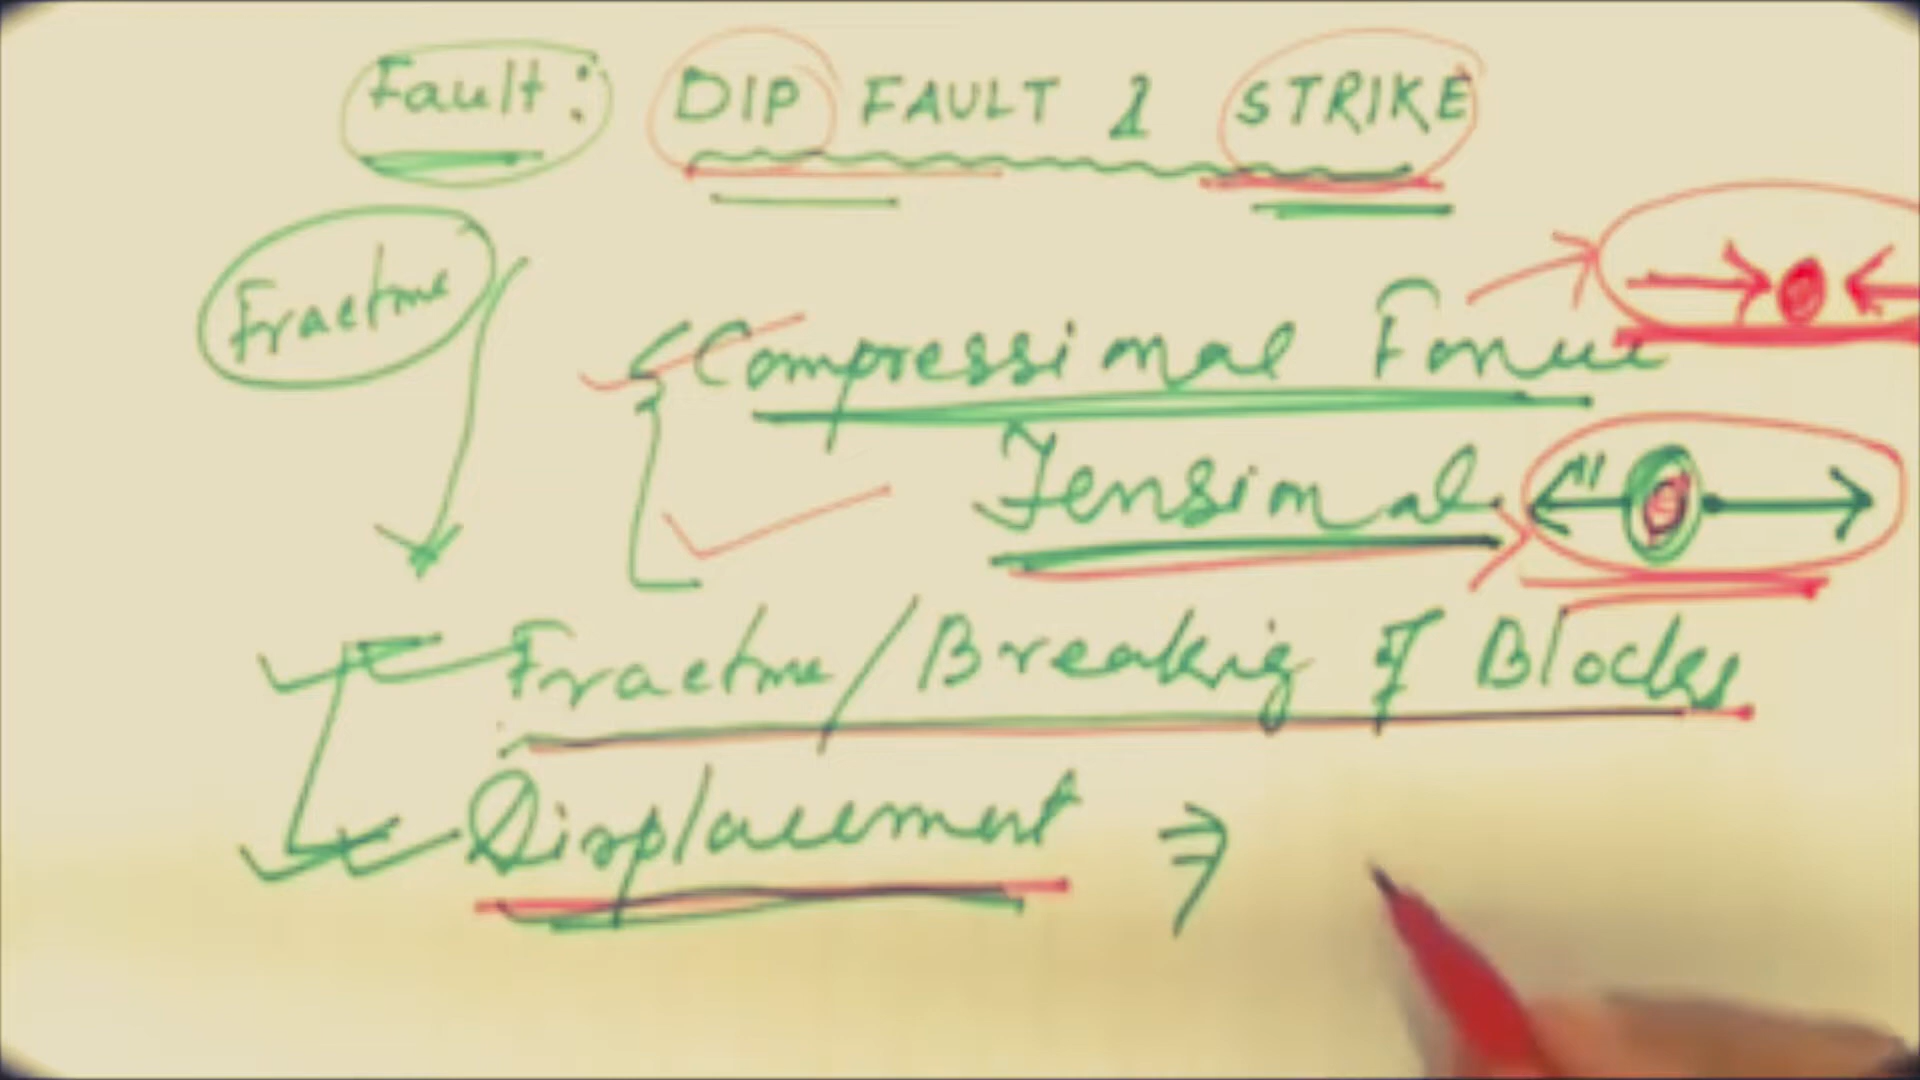 Fault: DIP FAULT & STRIKE
Fracture
Compressional Force
Tensional
Fracture/Breaking of Blocks
Displacement